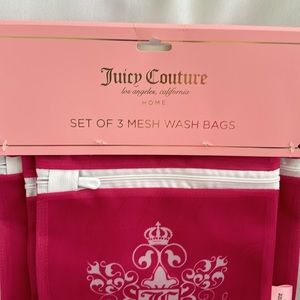 Juicy Couture
los angeles, california
HOME
SET OF 3 MESH WASH BAGS